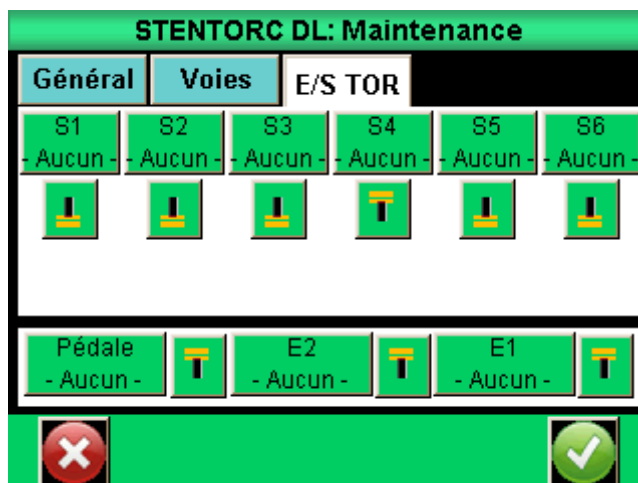 STENTORC DL: Maintenance
Général Voies E/S TOR
S1 S2 S3 S4 S5 S6
- Aucun - - Aucun - - Aucun - - Aucun - - Aucun - - Aucun -
Pédale E2 E1
- Aucun - - Aucun - - Aucun -